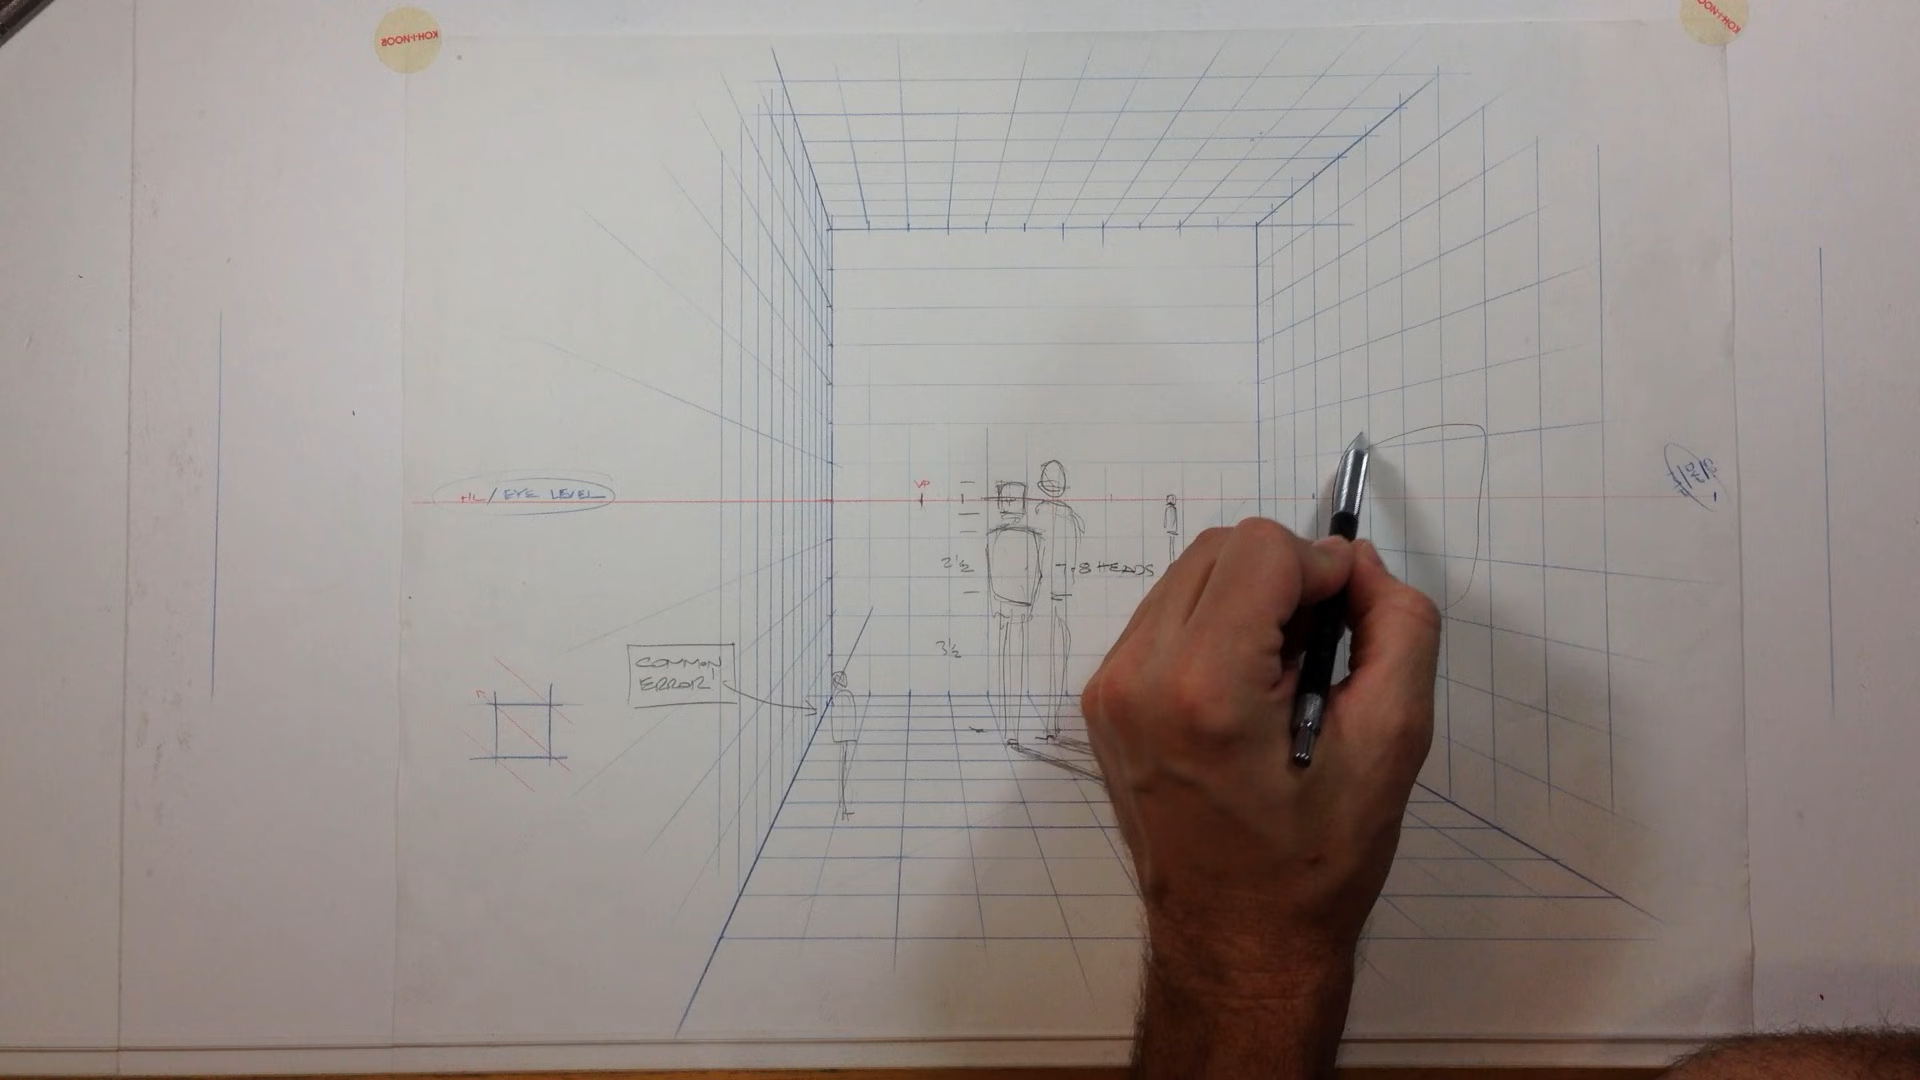 KOH-I-NOOR
KOH-I-NOOR
HL / EYE LEVEL
VP
2½
7-8 HEADS
3½
COMMON
ERROR!